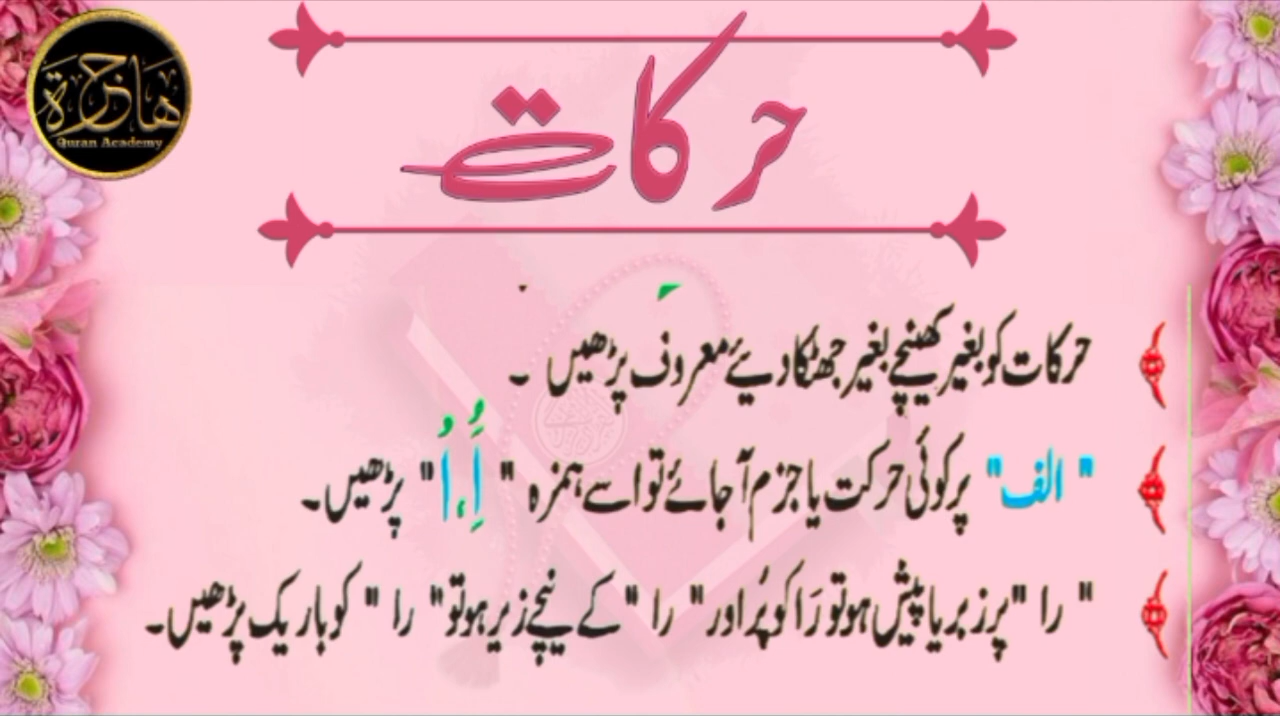 هاجرة
Quran Academy
حرکات
حرکات کو بغیر کھینچے بغیر جھٹکا دیئے معروف پڑھیں ۔
" الف" پر کوئی حرکت یا جزم آ جائے تو اسے ہمزہ " أَِ، أُ " پڑھیں۔
" را "پر زبر یا پیش ہو تو رَا کو پُر اور " را " کے نیچے زیر ہو تو " را " کو باریک پڑھیں۔